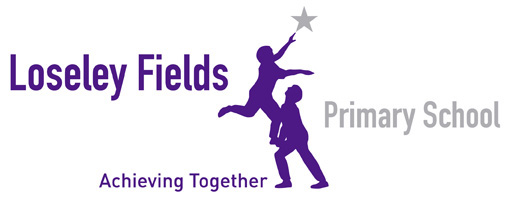 Loseley Fields
Primary School
Achieving Together